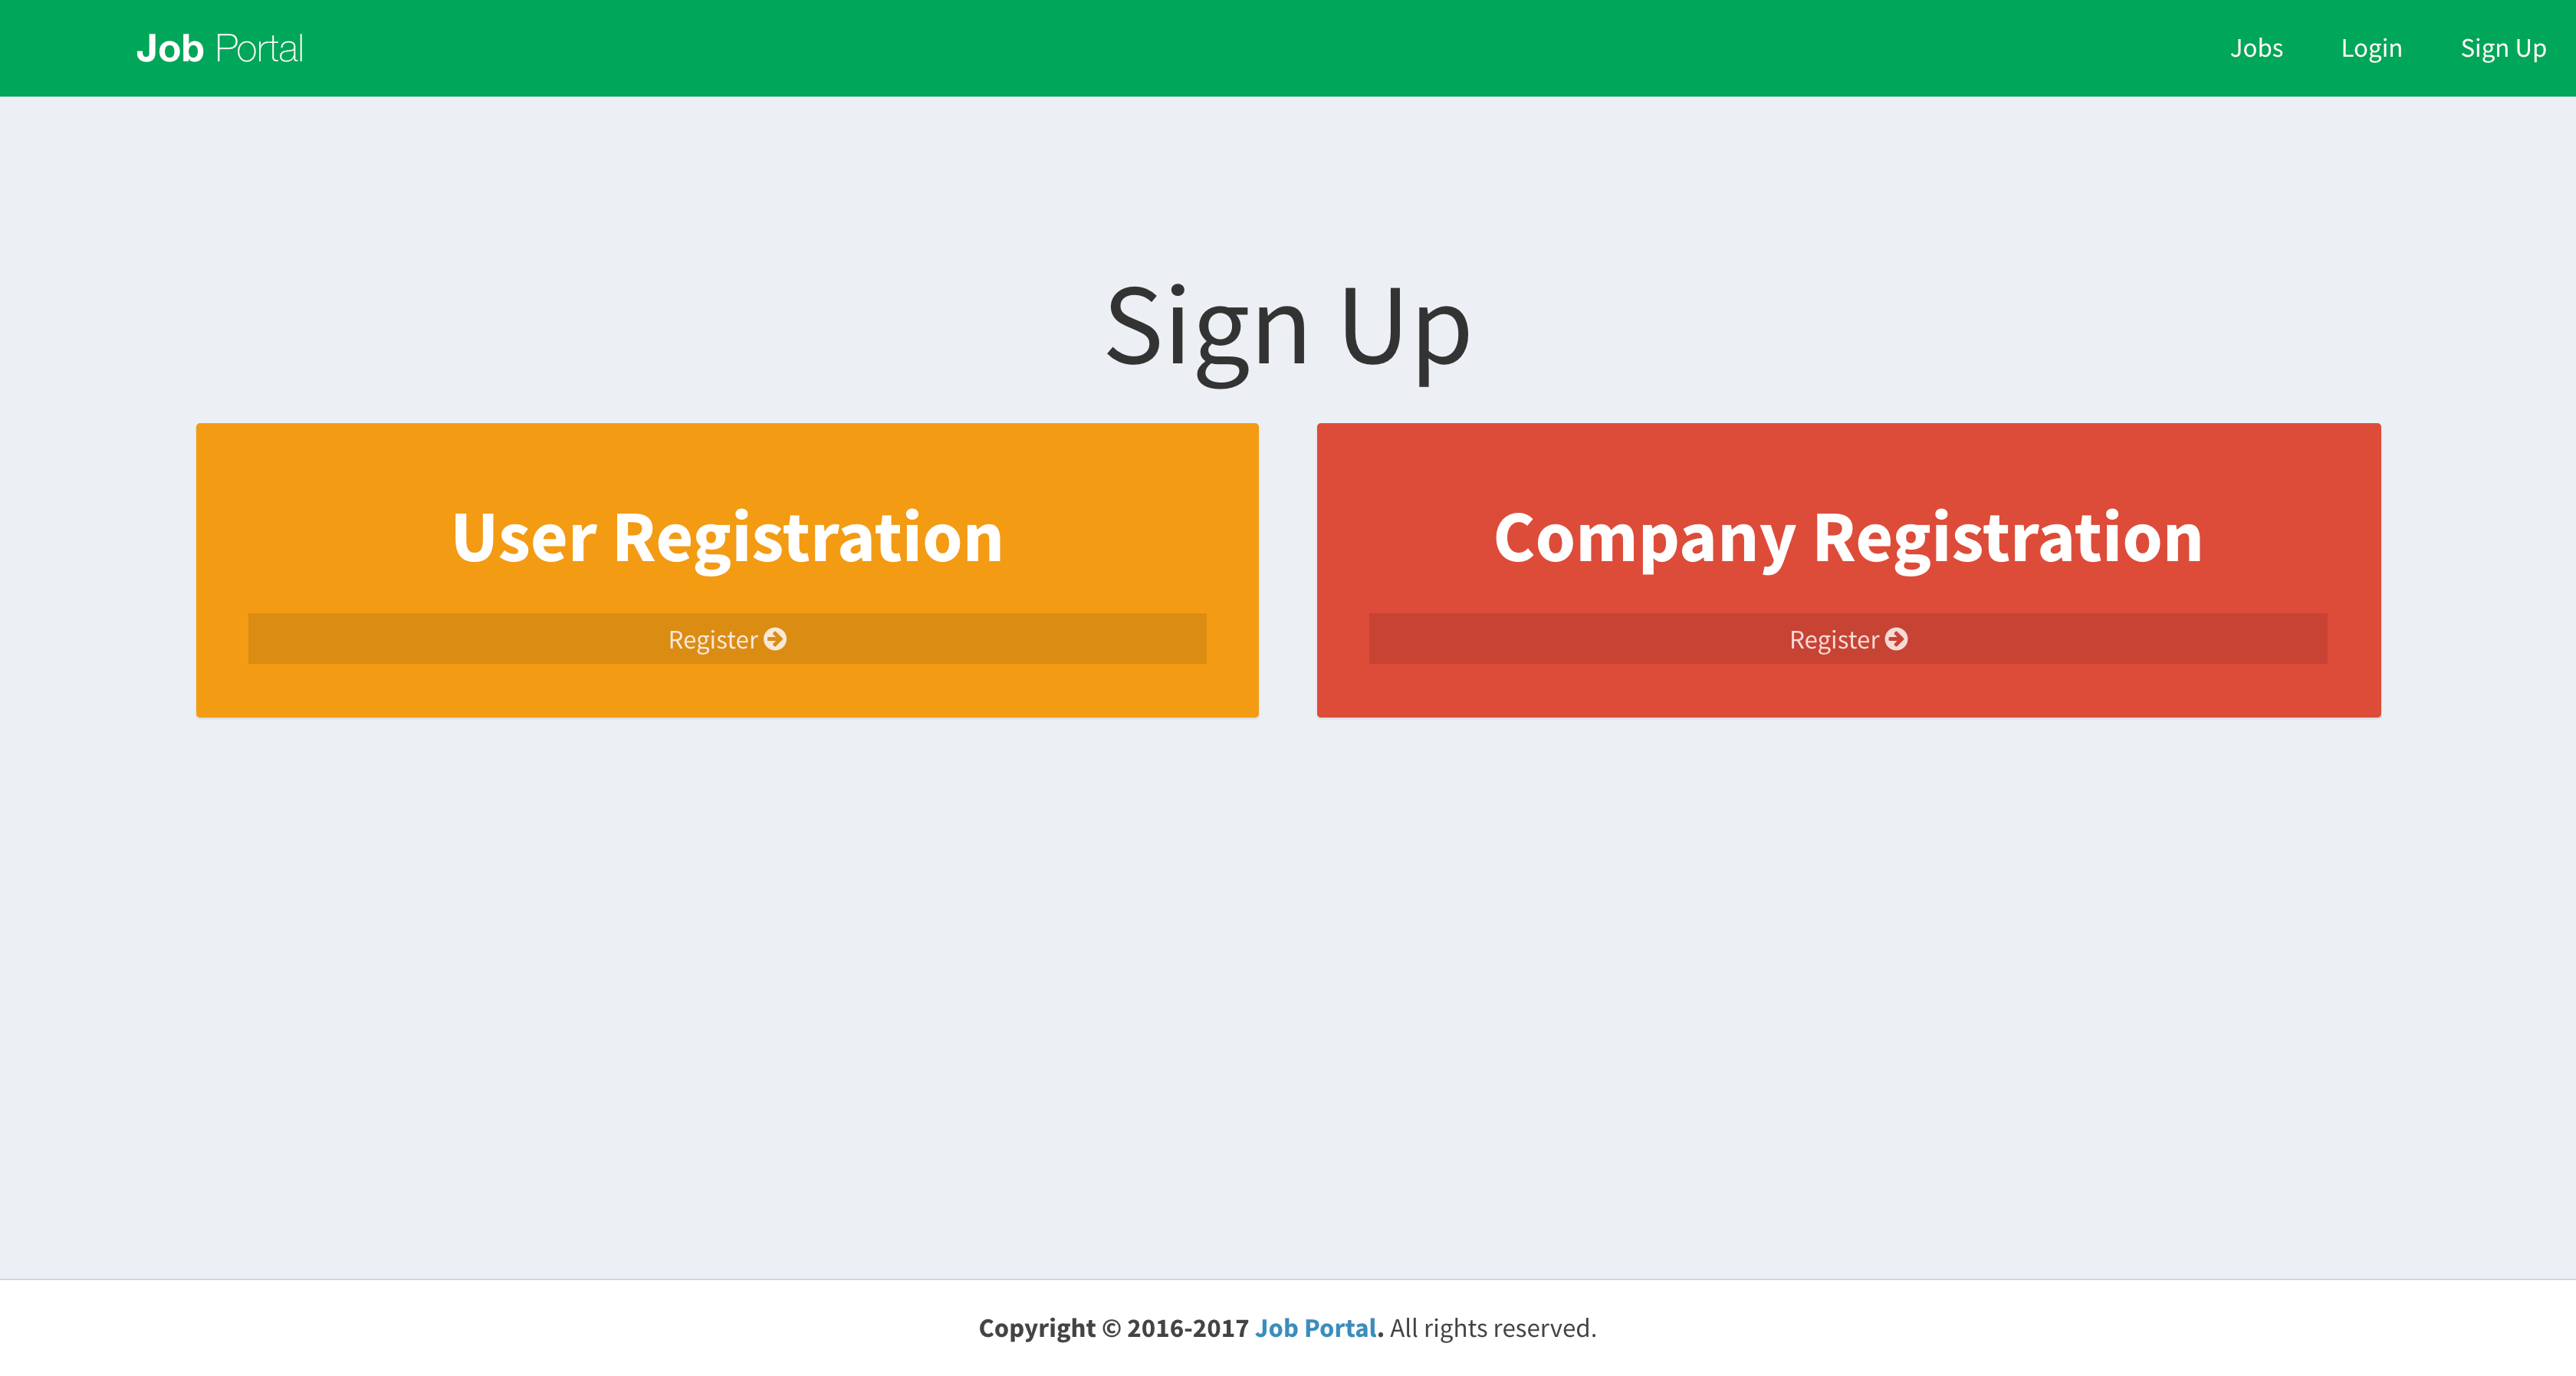 Job Portal
Jobs Login Sign Up
Sign Up
User Registration
Register
Company Registration
Register
Copyright © 2016-2017 Job Portal. All rights reserved.